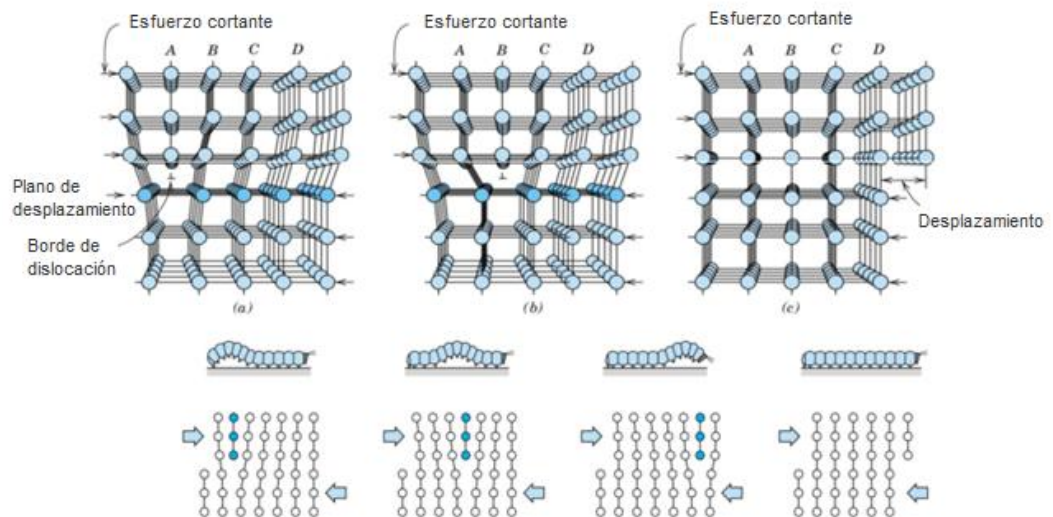 Esfuerzo cortante
Esfuerzo cortante
Esfuerzo cortante
A B C D
A B C D
A B C D
Plano de
desplazamiento
Borde de
dislocación
Desplazamiento
(a)
(b)
(c)